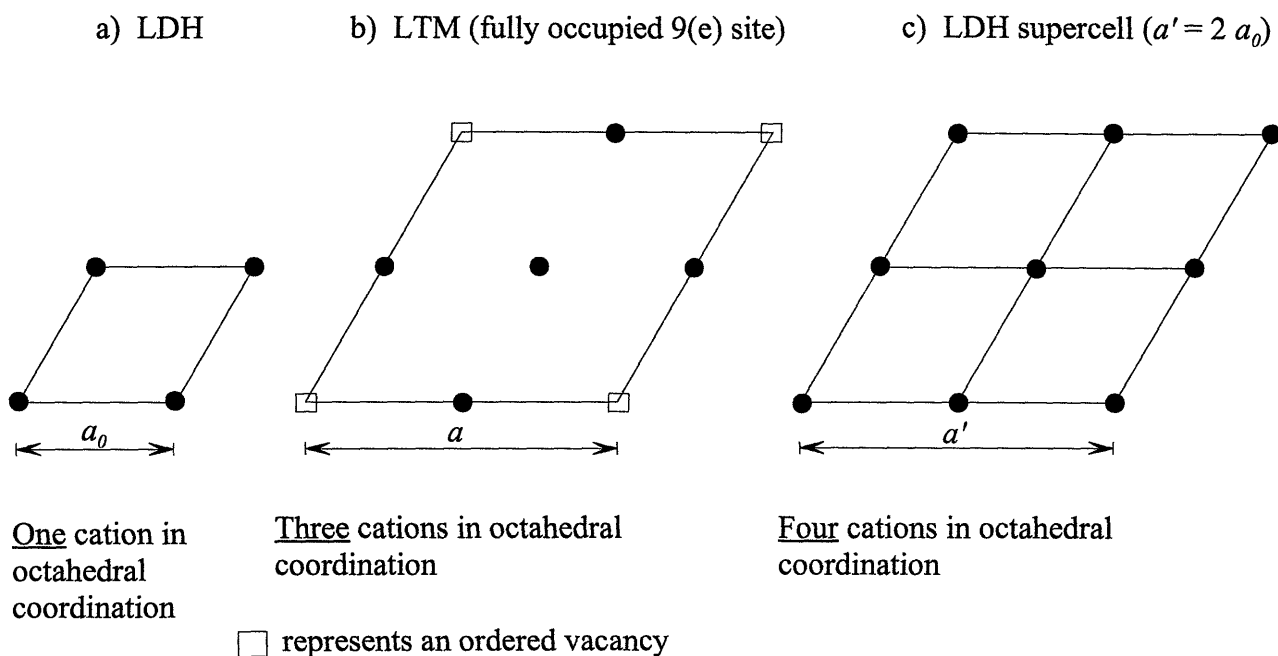 a) LDH
b) LTM (fully occupied 9(e) site)
c) LDH supercell (a' = 2 a₀)
a₀
a
a'
One cation in
octahedral
coordination
Three cations in octahedral
coordination
Four cations in octahedral
coordination
represents an ordered vacancy